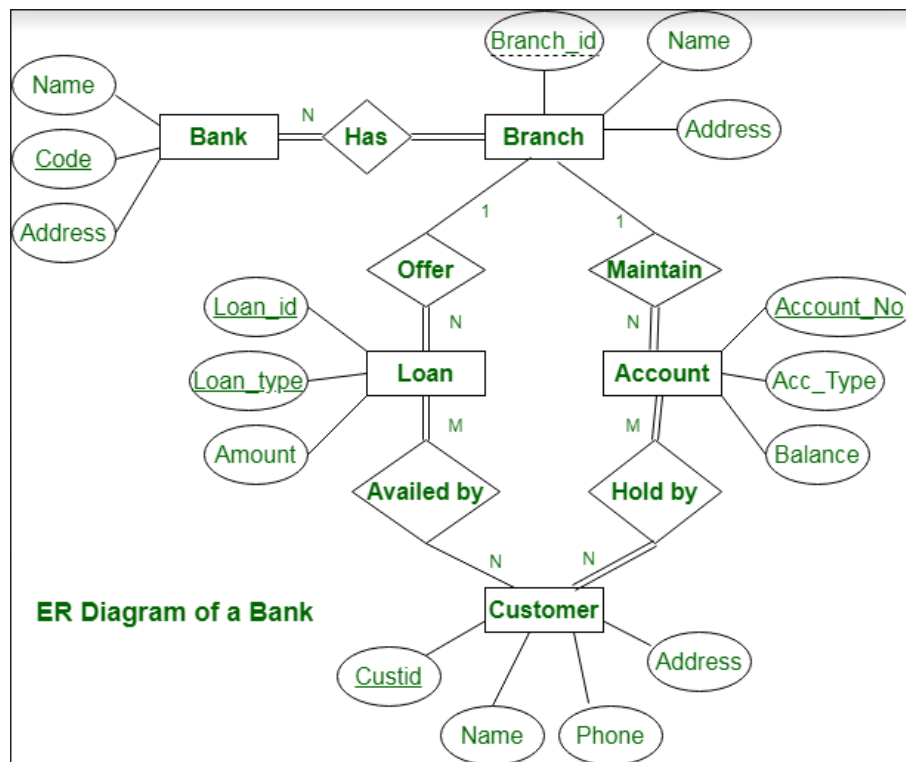 Branch_id
Name
Name
N
Bank
Has
Branch
Address
Code
Address
1
1
Offer
Maintain
Loan_id
N
N
Account_No
Loan_type
Loan
Account
Acc_Type
M
M
Amount
Balance
Availed by
Hold by
N
N
ER Diagram of a Bank
Customer
Custid
Address
Name
Phone